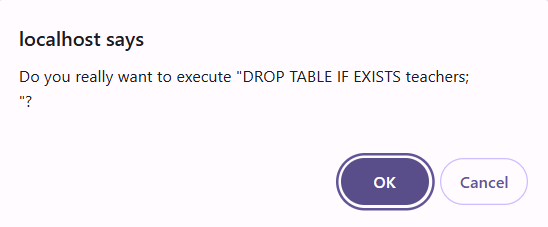 localhost says
Do you really want to execute "DROP TABLE IF EXISTS teachers;
"?
OK
Cancel